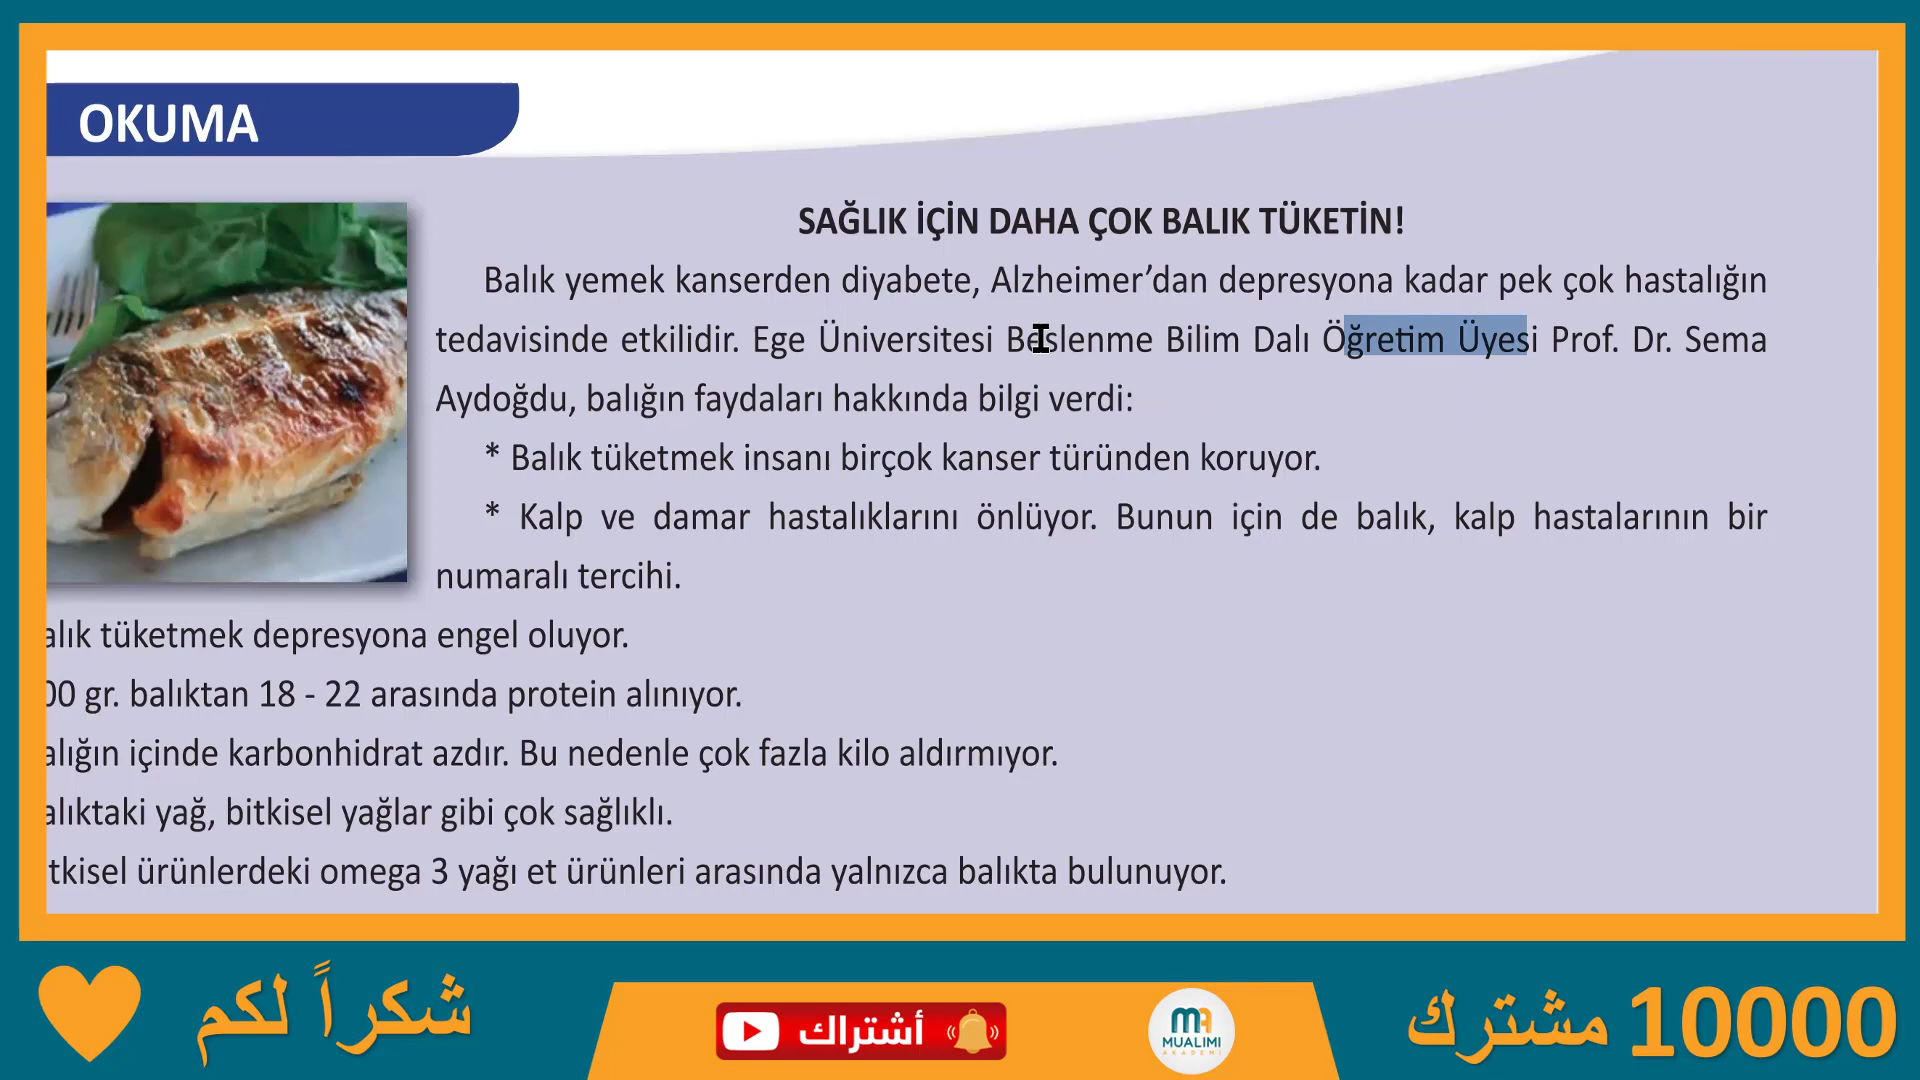 OKUMA
SAĞLIK İÇİN DAHA ÇOK BALIK TÜKETİN!
Balık yemek kanserden diyabete, Alzheimer’dan depresyona kadar pek çok hastalığın
tedavisinde etkilidir. Ege Üniversitesi Beslenme Bilim Dalı Öğretim Üyesi Prof. Dr. Sema
Aydoğdu, balığın faydaları hakkında bilgi verdi:
* Balık tüketmek insanı birçok kanser türünden koruyor.
* Kalp ve damar hastalıklarını önlüyor. Bunun için de balık, kalp hastalarının bir
numaralı tercihi.
alık tüketmek depresyona engel oluyor.
00 gr. balıktan 18 - 22 arasında protein alınıyor.
alığın içinde karbonhidrat azdır. Bu nedenle çok fazla kilo aldırmıyor.
alıktaki yağ, bitkisel yağlar gibi çok sağlıklı.
tkisel ürünlerdeki omega 3 yağı et ürünleri arasında yalnızca balıkta bulunuyor.
شكراً لكم
أشتراك
MUALIMI
AKADEMI
10000 مشترك